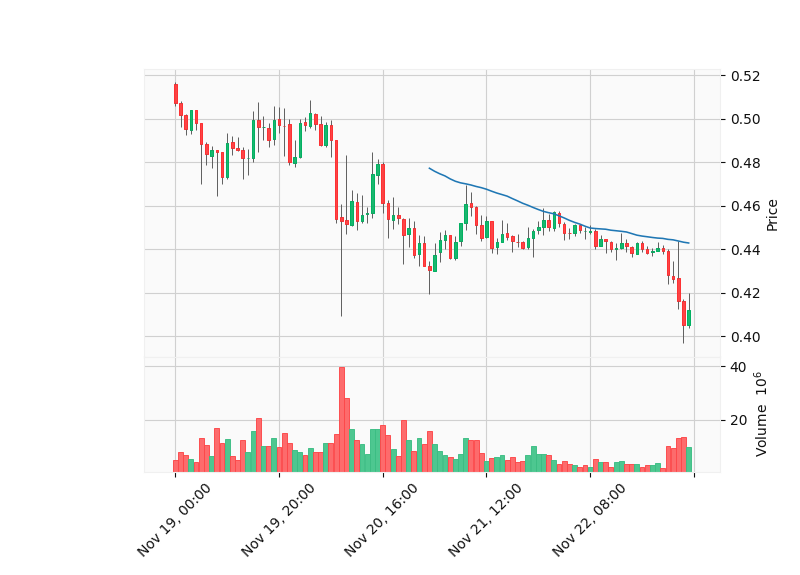 0.52
0.50
0.48
0.46
0.44
0.42
0.40
Price
40
20
Volume 10^6
Nov 19, 00:00
Nov 19, 20:00
Nov 20, 16:00
Nov 21, 12:00
Nov 22, 08:00